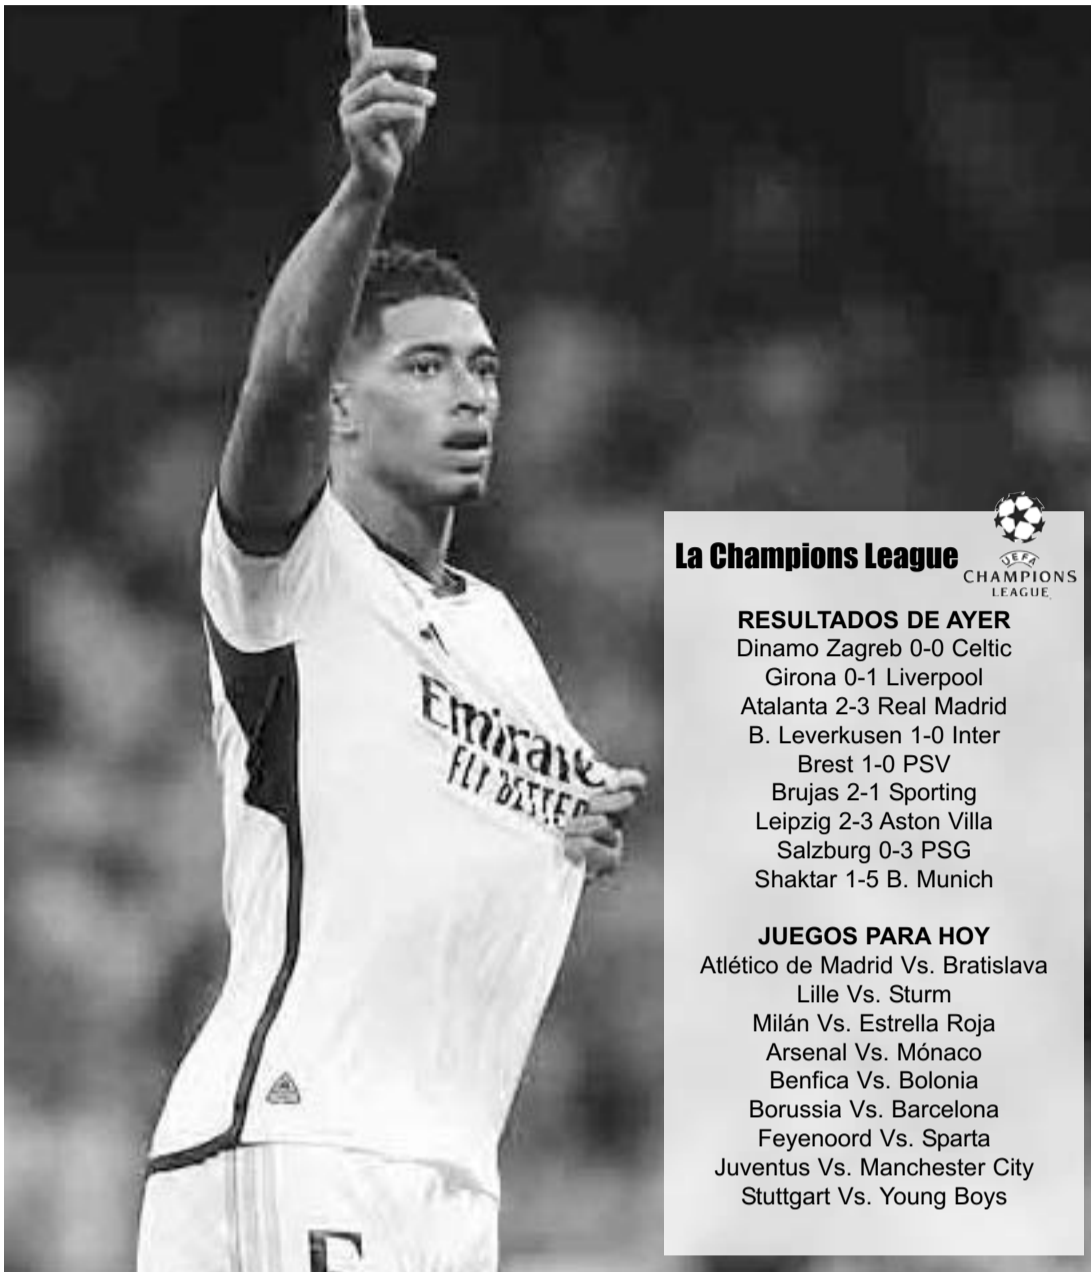 Emirate
FLY BETTER
La Champions League
UEFA
CHAMPIONS
LEAGUE
RESULTADOS DE AYER
Dinamo Zagreb 0-0 Celtic
Girona 0-1 Liverpool
Atalanta 2-3 Real Madrid
B. Leverkusen 1-0 Inter
Brest 1-0 PSV
Brujas 2-1 Sporting
Leipzig 2-3 Aston Villa
Salzburg 0-3 PSG
Shaktar 1-5 B. Munich
JUEGOS PARA HOY
Atlético de Madrid Vs. Bratislava
Lille Vs. Sturm
Milán Vs. Estrella Roja
Arsenal Vs. Mónaco
Benfica Vs. Bolonia
Borussia Vs. Barcelona
Feyenoord Vs. Sparta
Juventus Vs. Manchester City
Stuttgart Vs. Young Boys